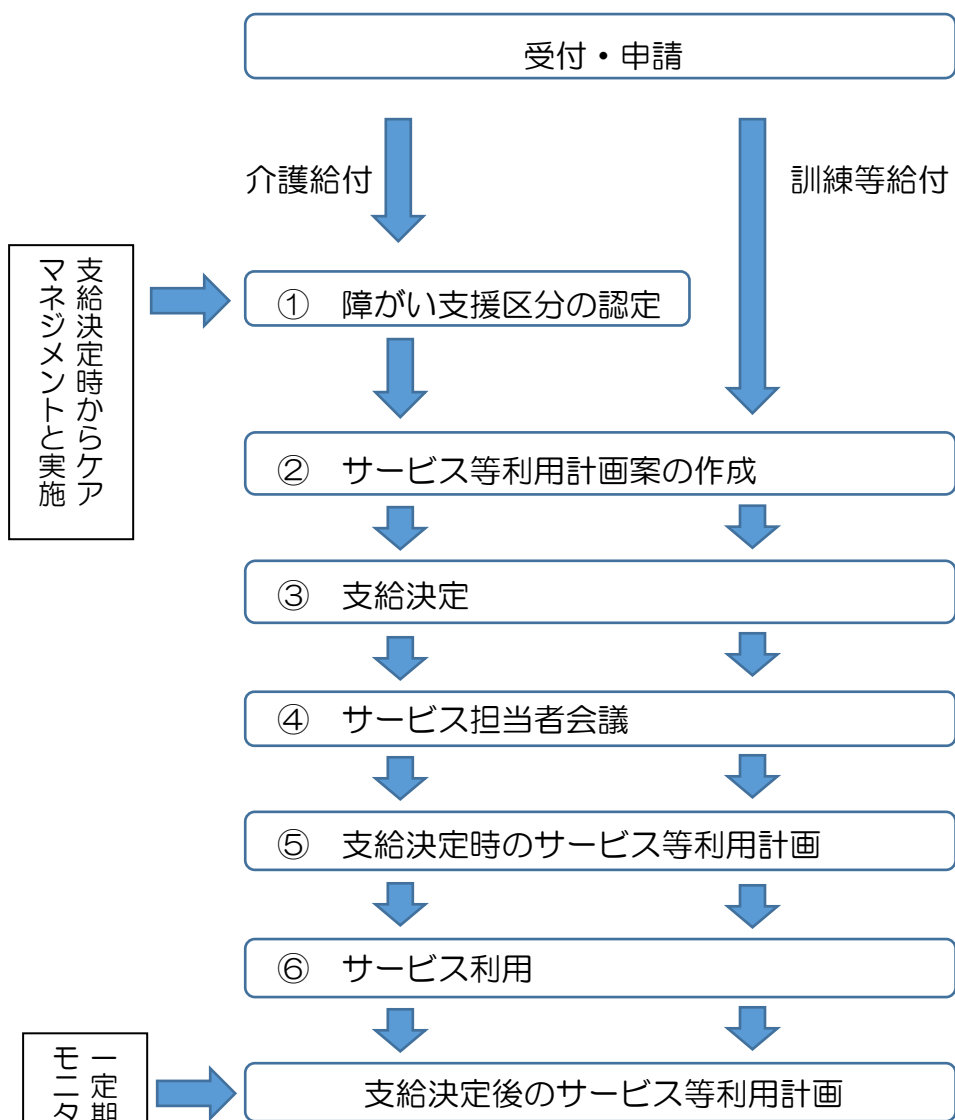 受付・申請
介護給付
訓練等給付
支給決定時からケア
マネジメントと実施
① 障がい支援区分の認定
② サービス等利用計画案の作成
③ 支給決定
④ サービス担当者会議
⑤ 支給決定時のサービス等利用計画
⑥ サービス利用
一定期
モニタ
支給決定後のサービス等利用計画